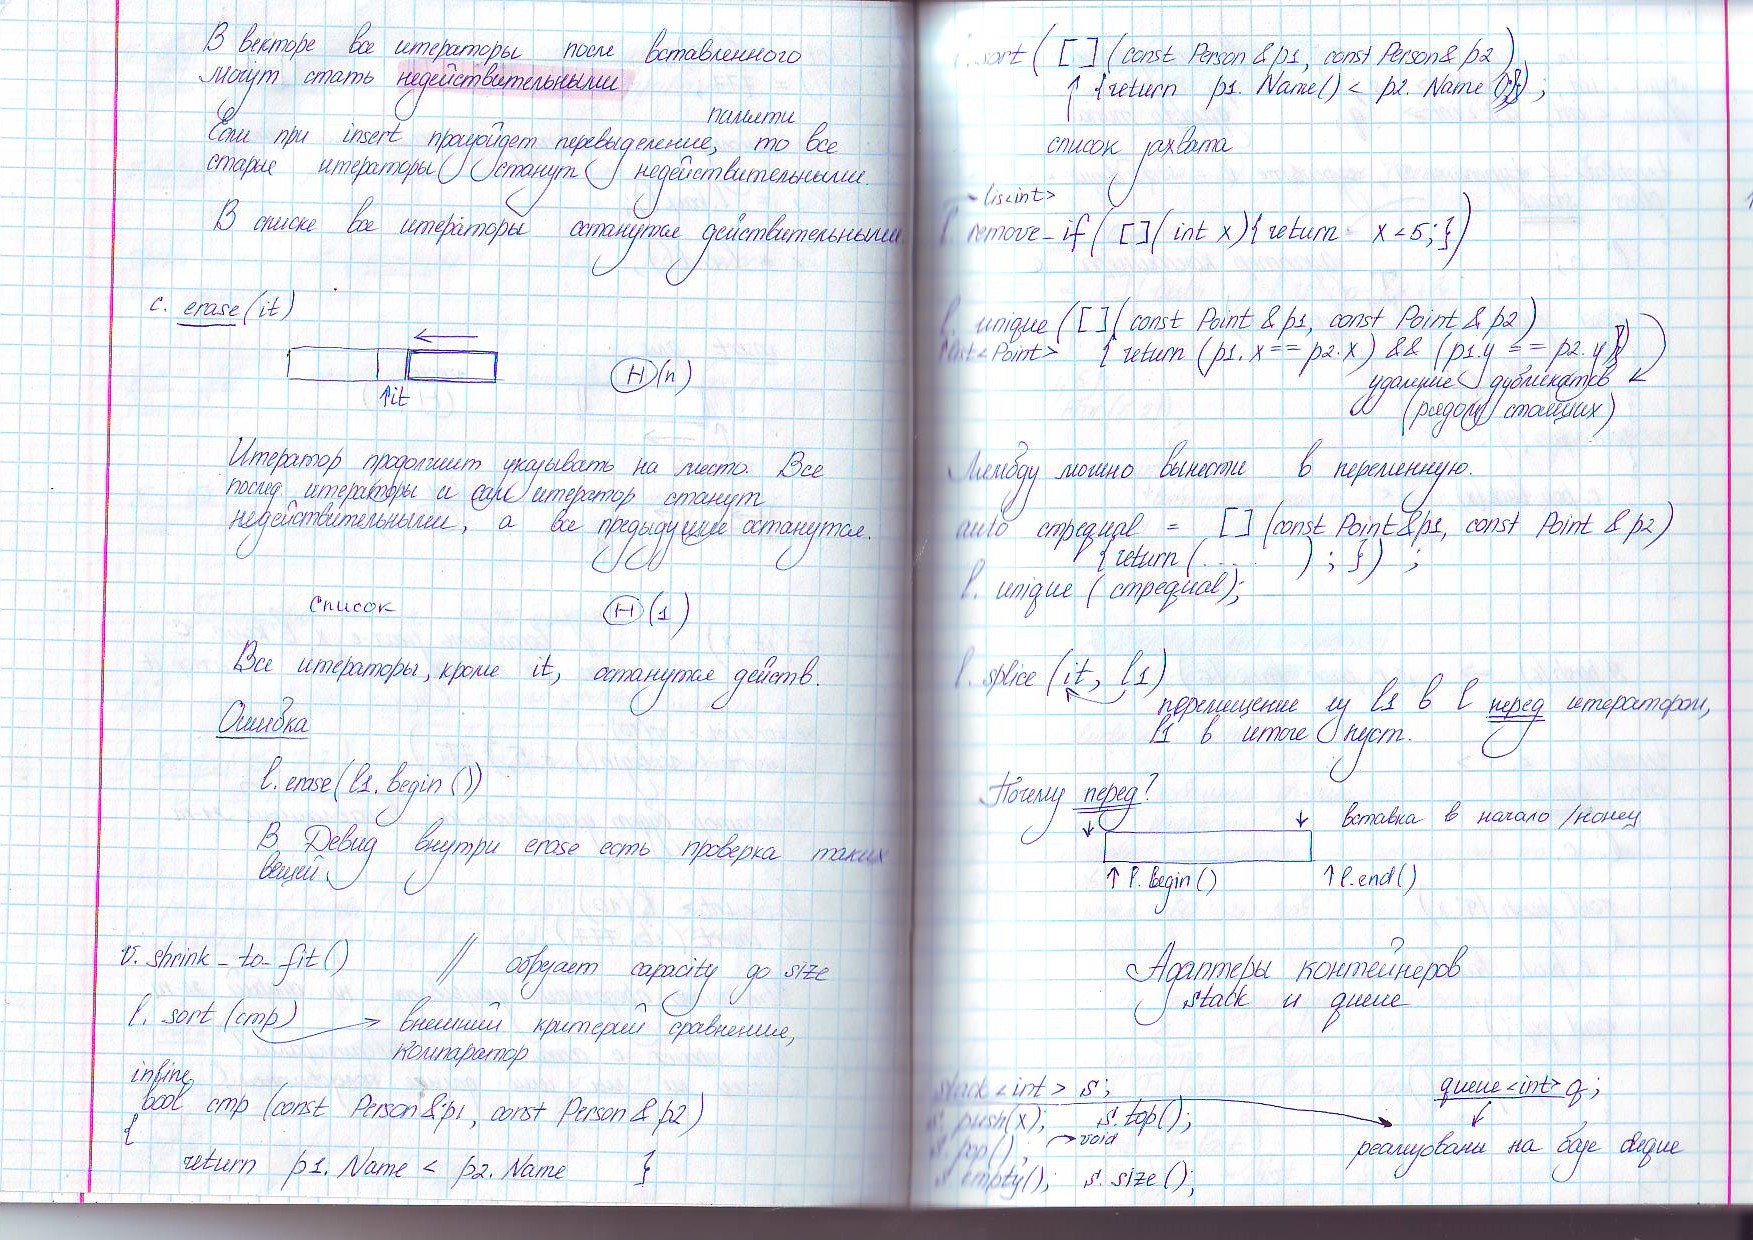 В векторе все итераторы после вставленного
могут стать недействительными
памяти
Если при insert произойдет перевыделение, то все
старые итераторы станут недействительными.
В списке все итераторы останутся действительными
c. erase(it)
↑it
Ⓗ(n)
Итератор продолжит указывать на место. Все
послед итераторы и сам итератор станут
недействительными, а все предыдущие останутся.
список Ⓗ(1)
Все итераторы, кроме it, останутся действ.
Ошибка
l. erase(l1. begin())
В Debug внутри erase есть проверка таких
вещей.
v. shrink_to_fit() // обрезает capacity до size
l. sort (cmp) → внешний критерий сравнения,
компаратор
inline
bool cmp (const Person &p1, const Person & p2)
{
return p1. Name < p2. Name }
l. sort ( [ ] (const Person &p1, const Person & p2)
↑ {return p1. Name() < p2. Name();});
список захвата
lis<int>
l. remove_if ( [ ] (int x) {return x<5;})
l. unique ([ ] (const Point & p1, const Point & p2)
list<Point> { return (p1.x == p2.x) && (p1.y == p2.y)})
удаление дубликатов
(рядом стоящих)
Лямбду можно вынести в переменную.
auto cmpequal = [ ] (const Point &p1, const Point & p2)
{return (... ) ; }) ;
l. unique (cmpequal);
l. splice (it, l1)
перемещение из l1 в l перед итератором,
l1 в итоге пуст.
Почему перед?
вставка в начало /конец
↑ l. begin() ↑ l.end()
Адаптеры контейнеров
stack и queue
stack <int> s; queue <int> q;
s. push(x); s. top();
s. pop(); → void
реализованы на базе deque
s. empty(); s. size();